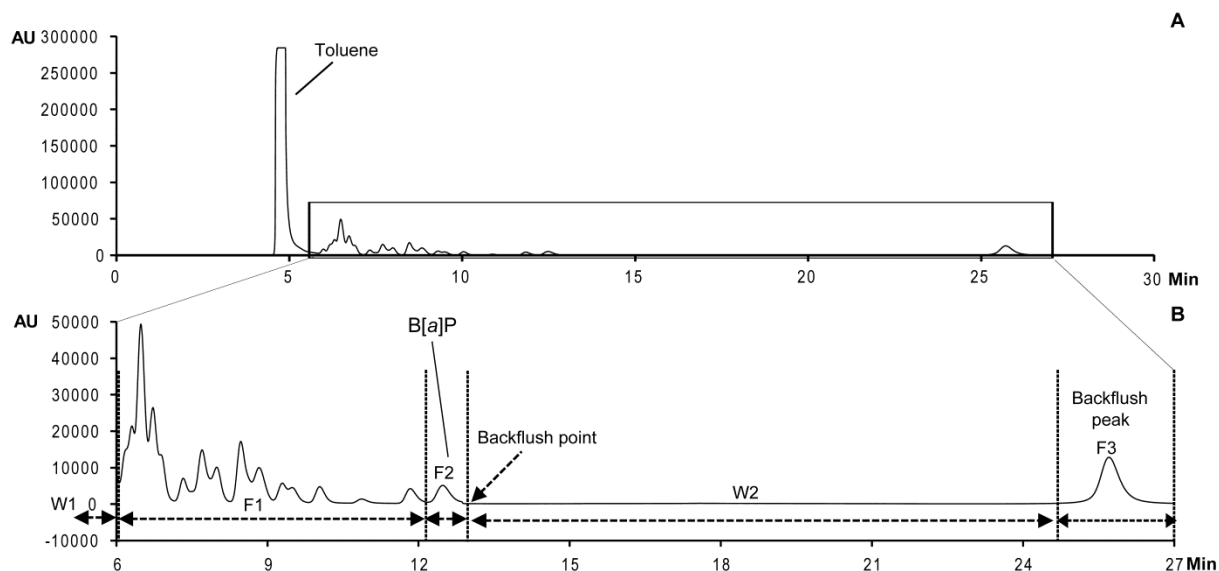 A
AU
300000
Toluene
250000
200000
150000
100000
50000
0
0 5 10 15 20 25 30 Min
B
AU
B[a]P
50000
40000
30000
20000
10000
0
-10000
Backflush
peak
Backflush point
F3
F2
W1 F1 W2
6 9 12 15 18 21 24 27 Min